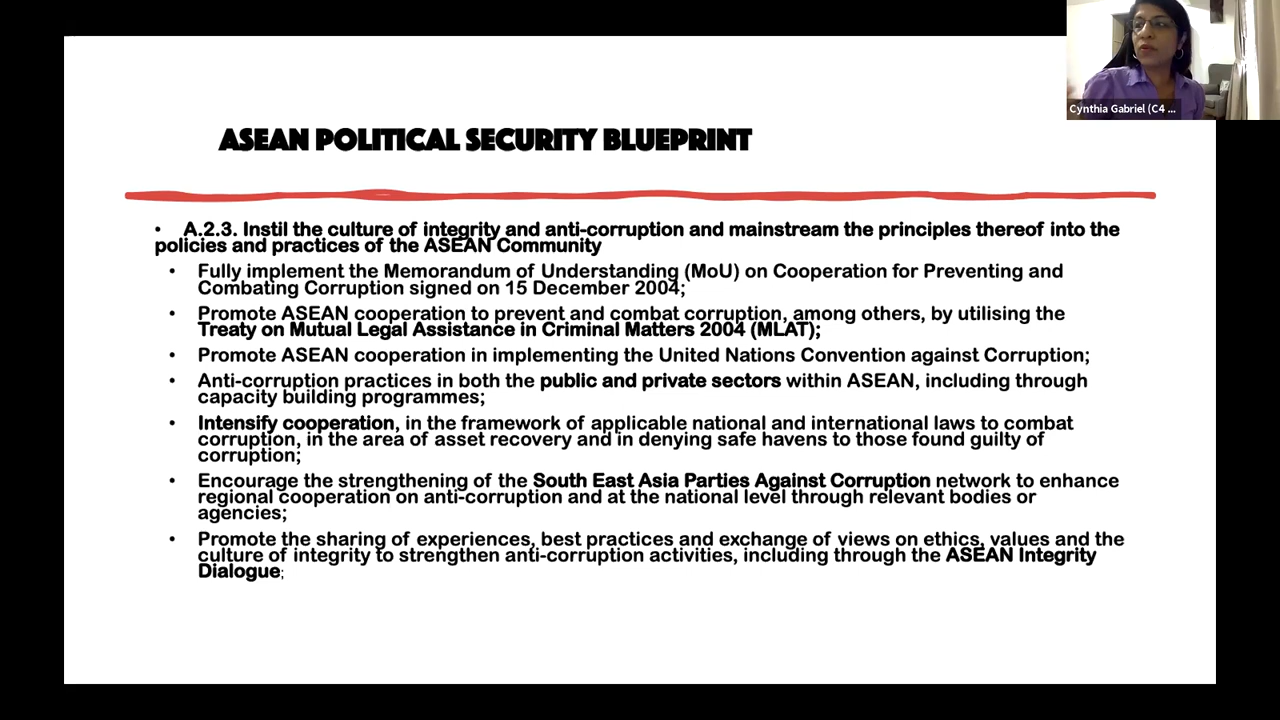 Cynthia Gabriel (C4 ...
ASEAN POLITICAL SECURITY BLUEPRINT
• A.2.3. Instil the culture of integrity and anti-corruption and mainstream the principles thereof into the
policies and practices of the ASEAN Community
• Fully implement the Memorandum of Understanding (MoU) on Cooperation for Preventing and
Combating Corruption signed on 15 December 2004;
• Promote ASEAN cooperation to prevent and combat corruption, among others, by utilising the
Treaty on Mutual Legal Assistance in Criminal Matters 2004 (MLAT);
• Promote ASEAN cooperation in implementing the United Nations Convention against Corruption;
• Anti-corruption practices in both the public and private sectors within ASEAN, including through
capacity building programmes;
• Intensify cooperation, in the framework of applicable national and international laws to combat
corruption, in the area of asset recovery and in denying safe havens to those found guilty of
corruption;
• Encourage the strengthening of the South East Asia Parties Against Corruption network to enhance
regional cooperation on anti-corruption and at the national level through relevant bodies or
agencies;
• Promote the sharing of experiences, best practices and exchange of views on ethics, values and the
culture of integrity to strengthen anti-corruption activities, including through the ASEAN Integrity
Dialogue;